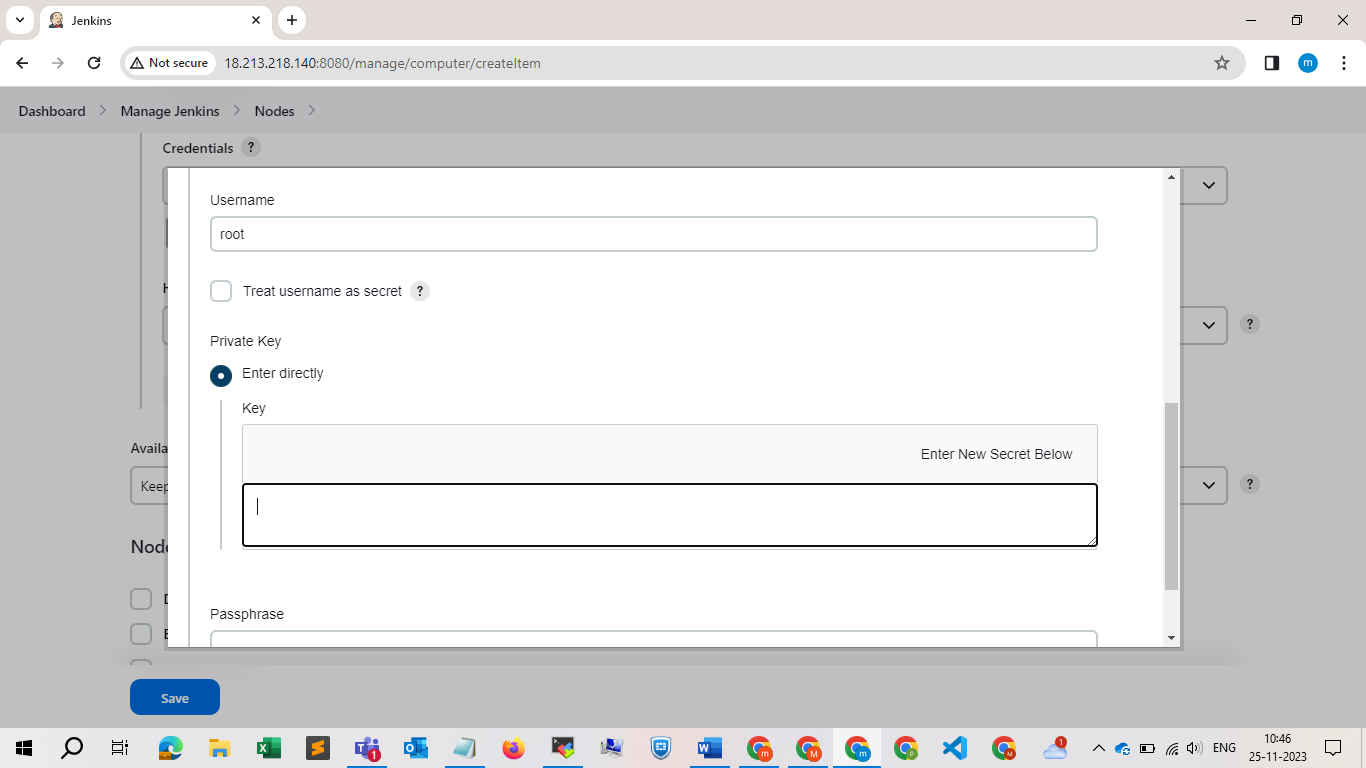 Jenkins
Not secure
18.213.218.140:8080/manage/computer/createItem
m
Dashboard
Manage Jenkins
Nodes
Credentials ?
Username
root
Treat username as secret ?
?
Private Key
Enter directly
Key
Enter New Secret Below
?
Passphrase
Save
1
m
M
m
M
1
ENG
10:46
25-11-2023